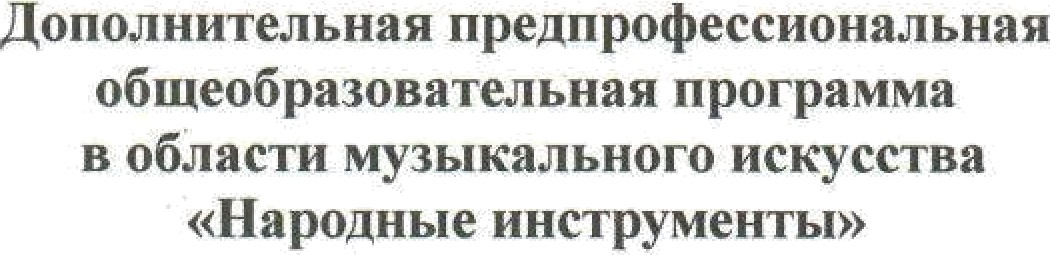 Дополнительная предпрофессиональная
общеобразовательная программа
в области музыкального искусства
«Народные инструменты»